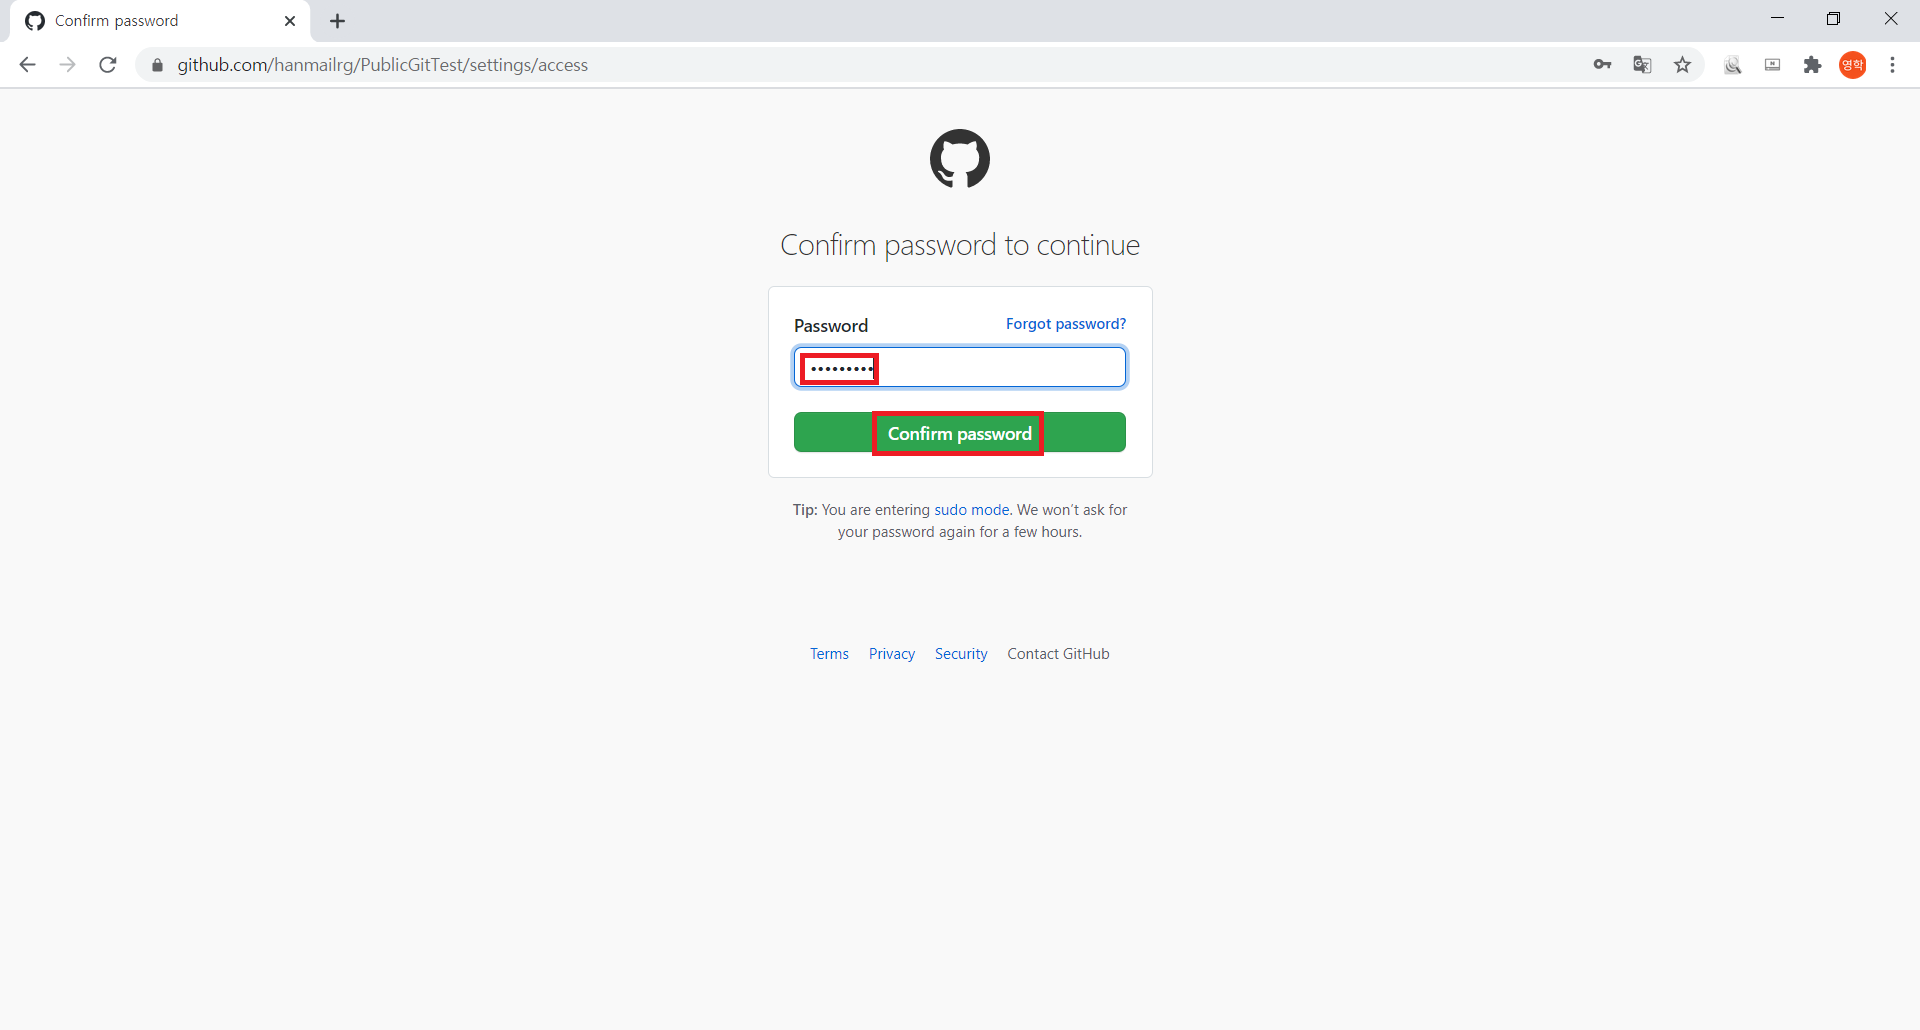 Confirm password
github.com/hanmailrg/PublicGitTest/settings/access
영학
Confirm password to continue
Password
Forgot password?
•••••••••
Confirm password
Tip: You are entering sudo mode. We won't ask for
your password again for a few hours.
Terms Privacy Security Contact GitHub